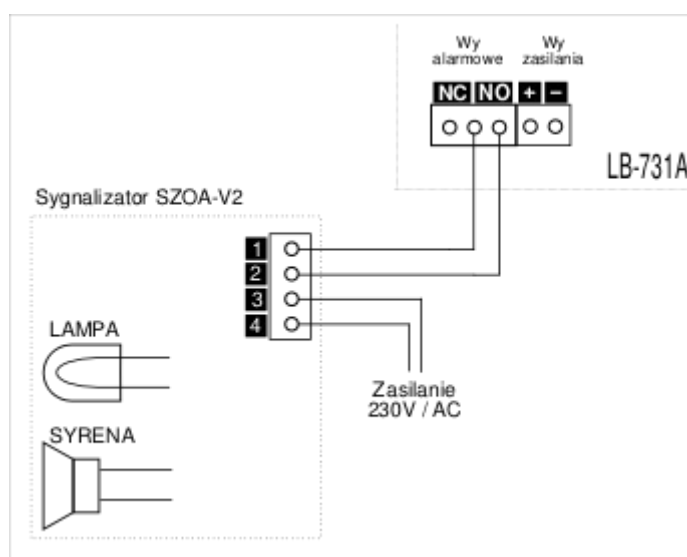 Wy
alarmowe
Wy
zasilania
NC NO + −
LB-731A
Sygnalizator SZOA-V2
1
2
3
4
LAMPA
Zasilanie
230V / AC
SYRENA